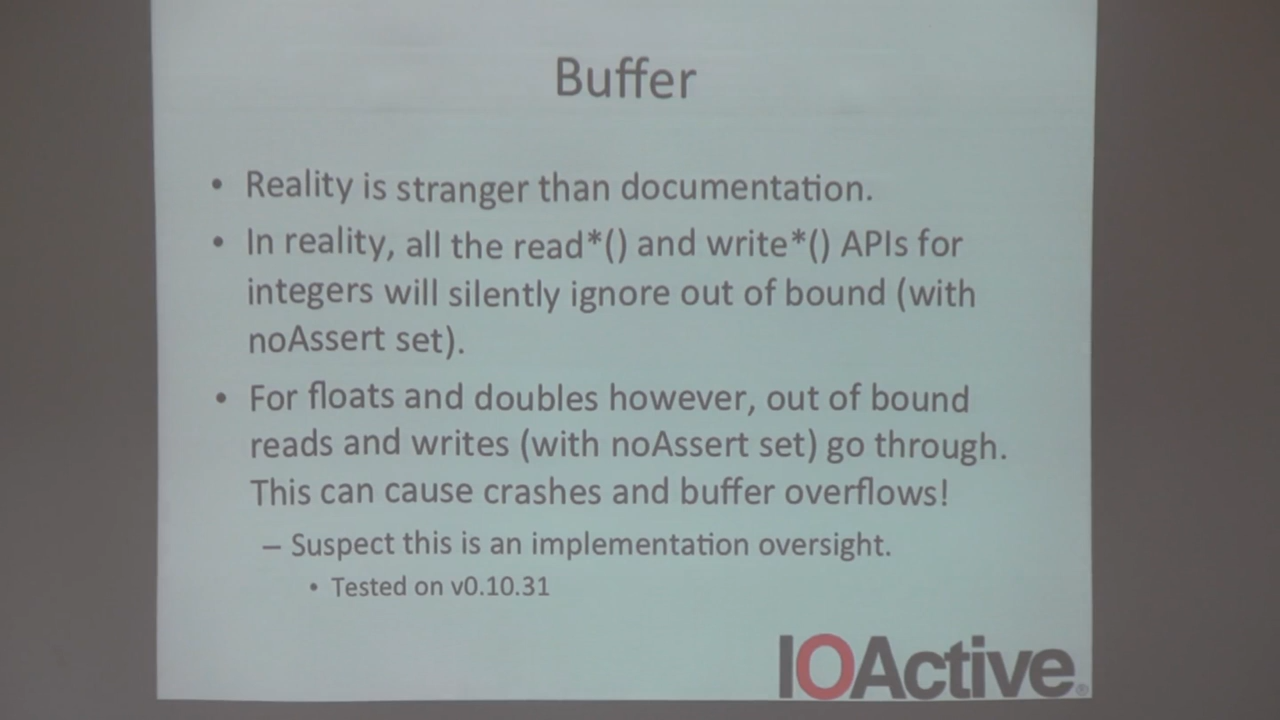 Buffer
• Reality is stranger than documentation.
• In reality, all the read*() and write*() APIs for
integers will silently ignore out of bound (with
noAssert set).
• For floats and doubles however, out of bound
reads and writes (with noAssert set) go through.
This can cause crashes and buffer overflows!
– Suspect this is an implementation oversight.
• Tested on v0.10.31
IOActive®